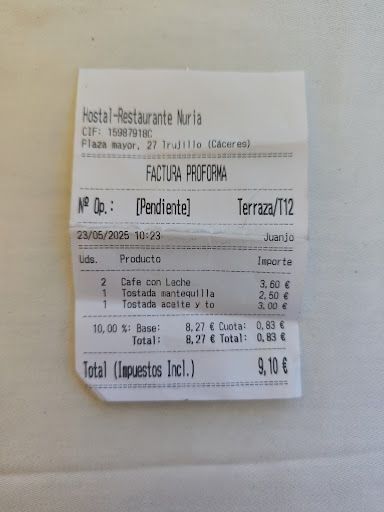 Hostal-Restaurante Nuria
CIF: 15987918C
Plaza mayor, 27 Trujillo (Cáceres)
FACTURA PROFORMA
Nº Op.: [Pendiente] Terraza/T12
23/05/2025 10:23 Juanjo
Uds. Producto Importe
2 Cafe con Leche 3,60 €
1 Tostada mantequilla 2,50 €
1 Tostada aceite y to 3,00 €
10,00 %: Base: 8,27 € Cuota: 0,83 €
Total: 8,27 € Total: 0,83 €
Total (Impuestos Incl.) 9,10 €